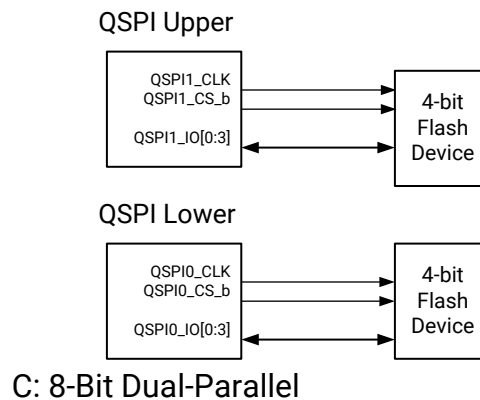 QSPI Upper
QSPI1_CLK
QSPI1_CS_b
QSPI1_IO[0:3]
4-bit
Flash
Device
QSPI Lower
QSPI0_CLK
QSPI0_CS_b
QSPI0_IO[0:3]
4-bit
Flash
Device
C: 8-Bit Dual-Parallel